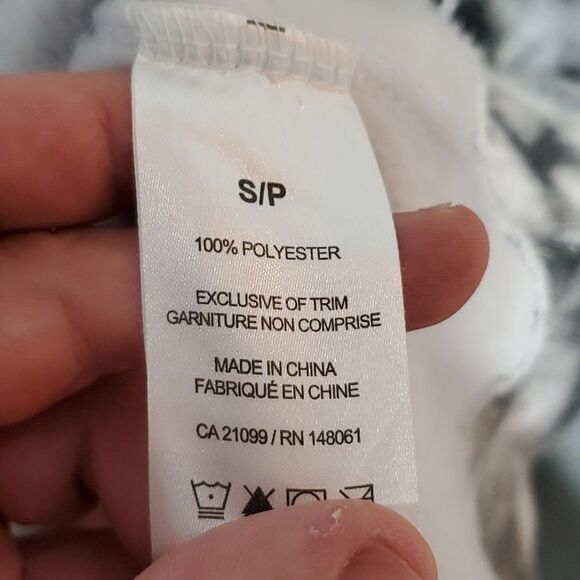 S/P
100% POLYESTER
EXCLUSIVE OF TRIM
GARNITURE NON COMPRISE
MADE IN CHINA
FABRIQUÉ EN CHINE
CA 21099 / RN 148061